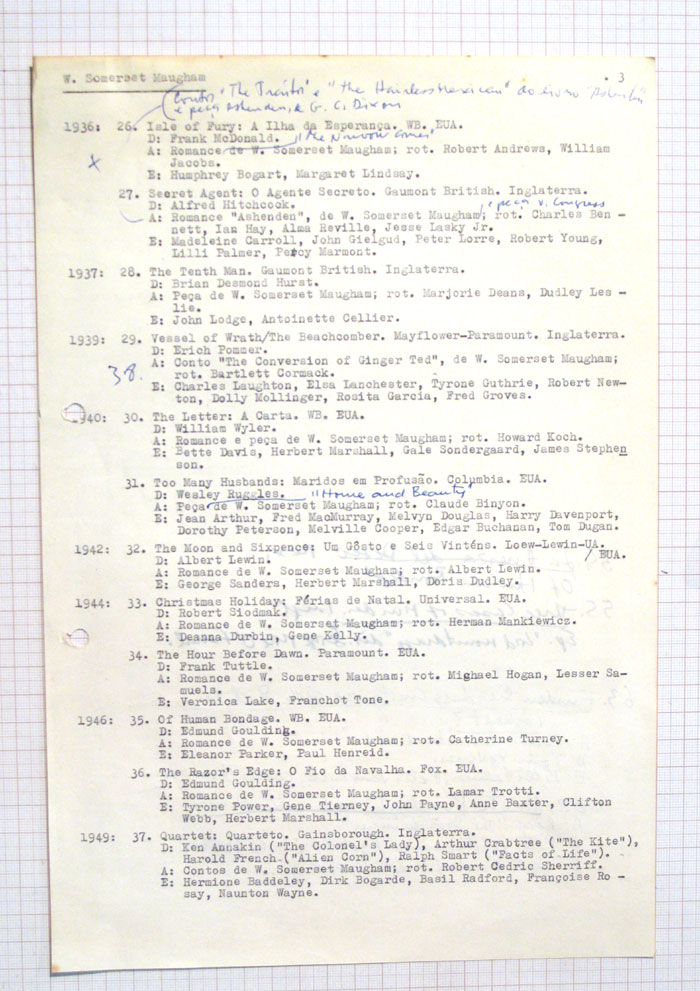 W. Somerset Maugham . 3
Contos "The Traitor" e "The Hairless Mexican" do livro "Ashenden"
e peça Ashenden, de G. C. Dixon
1936: 26. Isle of Fury: A Ilha da Esperança. WB. EUA.
D: Frank McDonald. "The Narrow Corner"
x
A: Romance de W. Somerset Maugham; rot. Robert Andrews, William
Jacobs.
E: Humphrey Bogart, Margaret Lindsay.
27. Secret Agent: O Agente Secreto. Gaumont British. Inglaterra.
D: Alfred Hitchcock. , peça v. Congress
A: Romance "Ashenden", de W. Somerset Maugham; rot. Charles Ben -
nett, Ian Hay, Alma Reville, Jesse Lasky Jr.
E: Madeleine Carroll, John Gielgud, Peter Lorre, Robert Young,
Lilli Palmer, Percy Marmont.
1937: 28. The Tenth Man. Gaumont British. Inglaterra.
D: Brian Desmond Hurst.
A: Peça de W. Somerset Maugham; rot. Marjorie Deans, Dudley Les -
lie.
E: John Lodge, Antoinette Cellier.
1939: 29. Vessel of Wrath/The Beachcomber. Mayflower-Paramount. Inglaterra.
D: Erich Pommer.
38.
A: Conto "The Conversion of Ginger Ted", de W. Somerset Maugham;
rot. Bartlett Cormack.
E: Charles Laughton, Elsa Lanchester, Tyrone Guthrie, Robert New-
ton, Dolly Mollinger, Rosita Garcia, Fred Groves.
1940: 30. The Letter: A Carta. WB. EUA.
D: William Wyler.
A: Romance e peça de W. Somerset Maugham; rot. Howard Koch.
E: Bette Davis, Herbert Marshall, Gale Sondergaard, James Stephen
son.
31. Too Many Husbands: Maridos em Profusão. Columbia. EUA.
D: Wesley Ruggles. "Home and Beauty"
A: Peça de W. Somerset Maugham; rot. Claude Binyon.
E: Jean Arthur, Fred MacMurray, Melvyn Douglas, Harry Davenport,
Dorothy Peterson, Melville Cooper, Edgar Buchanan, Tom Dugan.
1942: 32. The Moon and Sixpence: Um Gôsto e Seis Vinténs. Loew-Lewin-UA.
D: Albert Lewin. / EUA.
A: Romance de W. Somerset Maugham; rot. Albert Lewin.
E: George Sanders, Herbert Marshall, Doris Dudley.
1944: 33. Christmas Holiday: Férias de Natal. Universal. EUA.
D: Robert Siodmak.
A: Romance de W. Somerset Maugham; rot. Herman Mankiewicz.
E: Deanna Durbin, Gene Kelly.
34. The Hour Before Dawn. Paramount. EUA.
D: Frank Tuttle.
A: Romance de W. Somerset Maugham; rot. Mighael Hogan, Lesser Sa-
muels.
E: Veronica Lake, Franchot Tone.
1946: 35. Of Human Bondage. WB. EUA.
D: Edmund Goulding.
A: Romance de W. Somerset Maugham; rot. Catherine Turney.
E: Eleanor Parker, Paul Henreid.
36. The Razor's Edge: O Fio da Navalha. Fox. EUA.
D: Edmund Goulding.
A: Romance de W. Somerset Maugham; rot. Lamar Trotti.
E: Tyrone Power, Gene Tierney, John Payne, Anne Baxter, Clifton
Webb, Herbert Marshall.
1949: 37. Quartet: Quarteto. Gainsborough. Inglaterra.
D: Ken Annakin ("The Colonel's Lady), Arthur Crabtree ("The Kite"),
Harold French ("Alien Corn"), Ralph Smart ("Facts of Life").
A: Contos de W. Somerset Maugham; rot. Robert Cedric Sherriff.
E: Hermione Baddeley, Dirk Bogarde, Basil Radford, Françoise Ro -
say, Naunton Wayne.